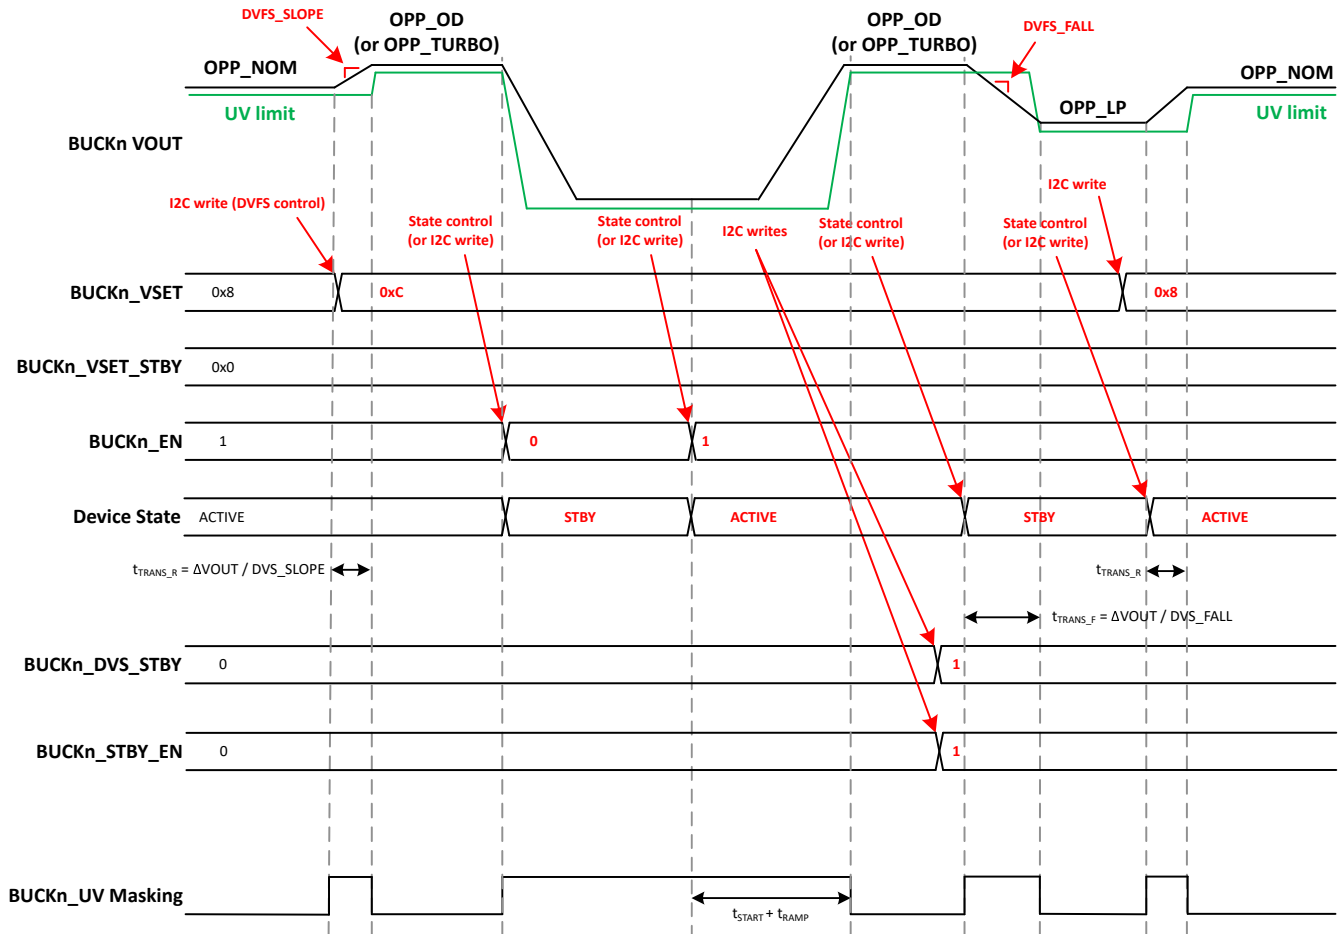 DVFS_SLOPE
OPP_OD
(or OPP_TURBO)
OPP_OD
(or OPP_TURBO)
DVFS_FALL
OPP_NOM
OPP_NOM
UV limit
OPP_LP
UV limit
BUCKn VOUT
I2C write (DVFS control)
State control
(or I2C write)
State control
(or I2C write)
I2C writes
State control
(or I2C write)
I2C write
State control
(or I2C write)
BUCKn_VSET
0x8
0xC
0x8
BUCKn_VSET_STBY
0x0
BUCKn_EN
1
0
1
Device State
ACTIVE
STBY
ACTIVE
STBY
ACTIVE
tTRANS_R = ΔVOUT / DVS_SLOPE
tTRANS_R
tTRANS_F = ΔVOUT / DVS_FALL
BUCKn_DVS_STBY
0
1
BUCKn_STBY_EN
0
1
BUCKn_UV Masking
tSTART + tRAMP